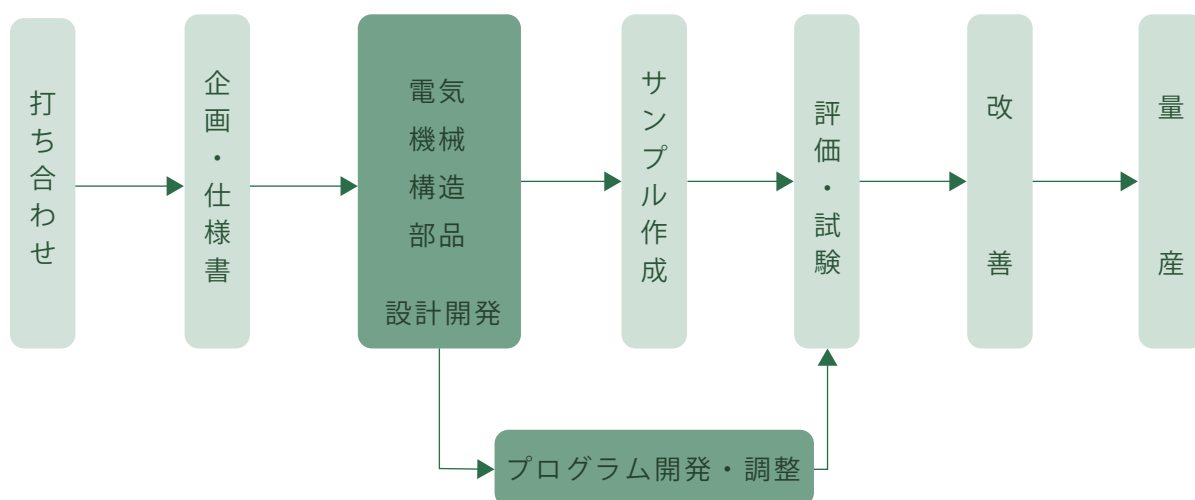 打ち合わせ
企画・仕様書
電気
機械
構造
部品
設計開発
サンプル作成
評価・試験
改善
量産
プログラム開発・調整